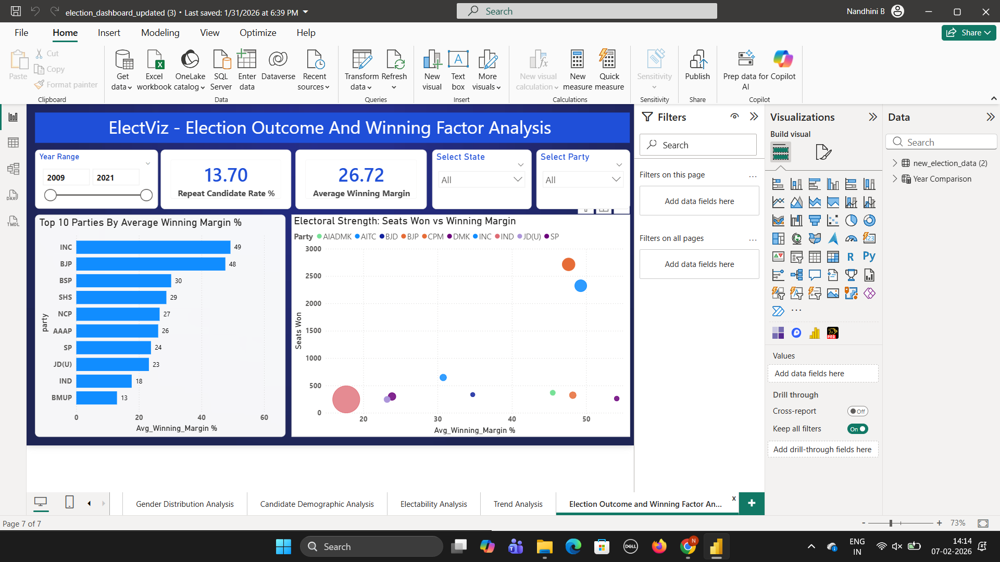 election_dashboard_updated (3) • Last saved: 1/31/2026 at 6:39 PM
Search
Nandhini B
File
Home
Insert
Modeling
View
Optimize
Help
Share
Paste
Cut
Copy
Format painter
Clipboard
Get data
Excel workbook
OneLake catalog
SQL Server
Enter data
Dataverse
Recent sources
Data
Transform data
Refresh
Queries
New visual
Text box
More visuals
Insert
New visual calculation
New measure
Quick measure
Calculations
Sensitivity
Sensitivity
Publish
Share
Prep data for AI
Copilot
Copilot
ElectViz - Election Outcome And Winning Factor Analysis
Year Range
2009
2021
13.70
Repeat Candidate Rate %
26.72
Average Winning Margin
Select State
All
Select Party
All
Top 10 Parties By Average Winning Margin %
party
INC 49
BJP 48
BSP 30
SHS 29
NCP 27
AAAP 26
SP 24
JD(U) 23
IND 18
BMUP 13
0 20 40 60
Avg_Winning_Margin %
Electoral Strength: Seats Won vs Winning Margin
Party AIADMK AITC BJD BJP CPM DMK INC IND JD(U) SP
Seats Won
3000
2500
2000
1500
1000
500
0
20 30 40 50
Avg_Winning_Margin %
Filters
Search
Filters on this page
...
Add data fields here
Filters on all pages
...
Add data fields here
Visualizations
Build visual
123
R
Py
PRO
...
Values
Add data fields here
Drill through
Cross-report
Off
Keep all filters
On
Add drill-through fields here
Data
Search
new_election_data (2)
Year Comparison
DAX
TMDL
Gender Distribution Analysis
Candidate Demographic Analysis
Electability Analysis
Trend Analysis
Election Outcome and Winning Factor An...
x
+
Page 7 of 7
- + 73%
Search
DELL
N
ENG
IN
14:14
07-02-2026